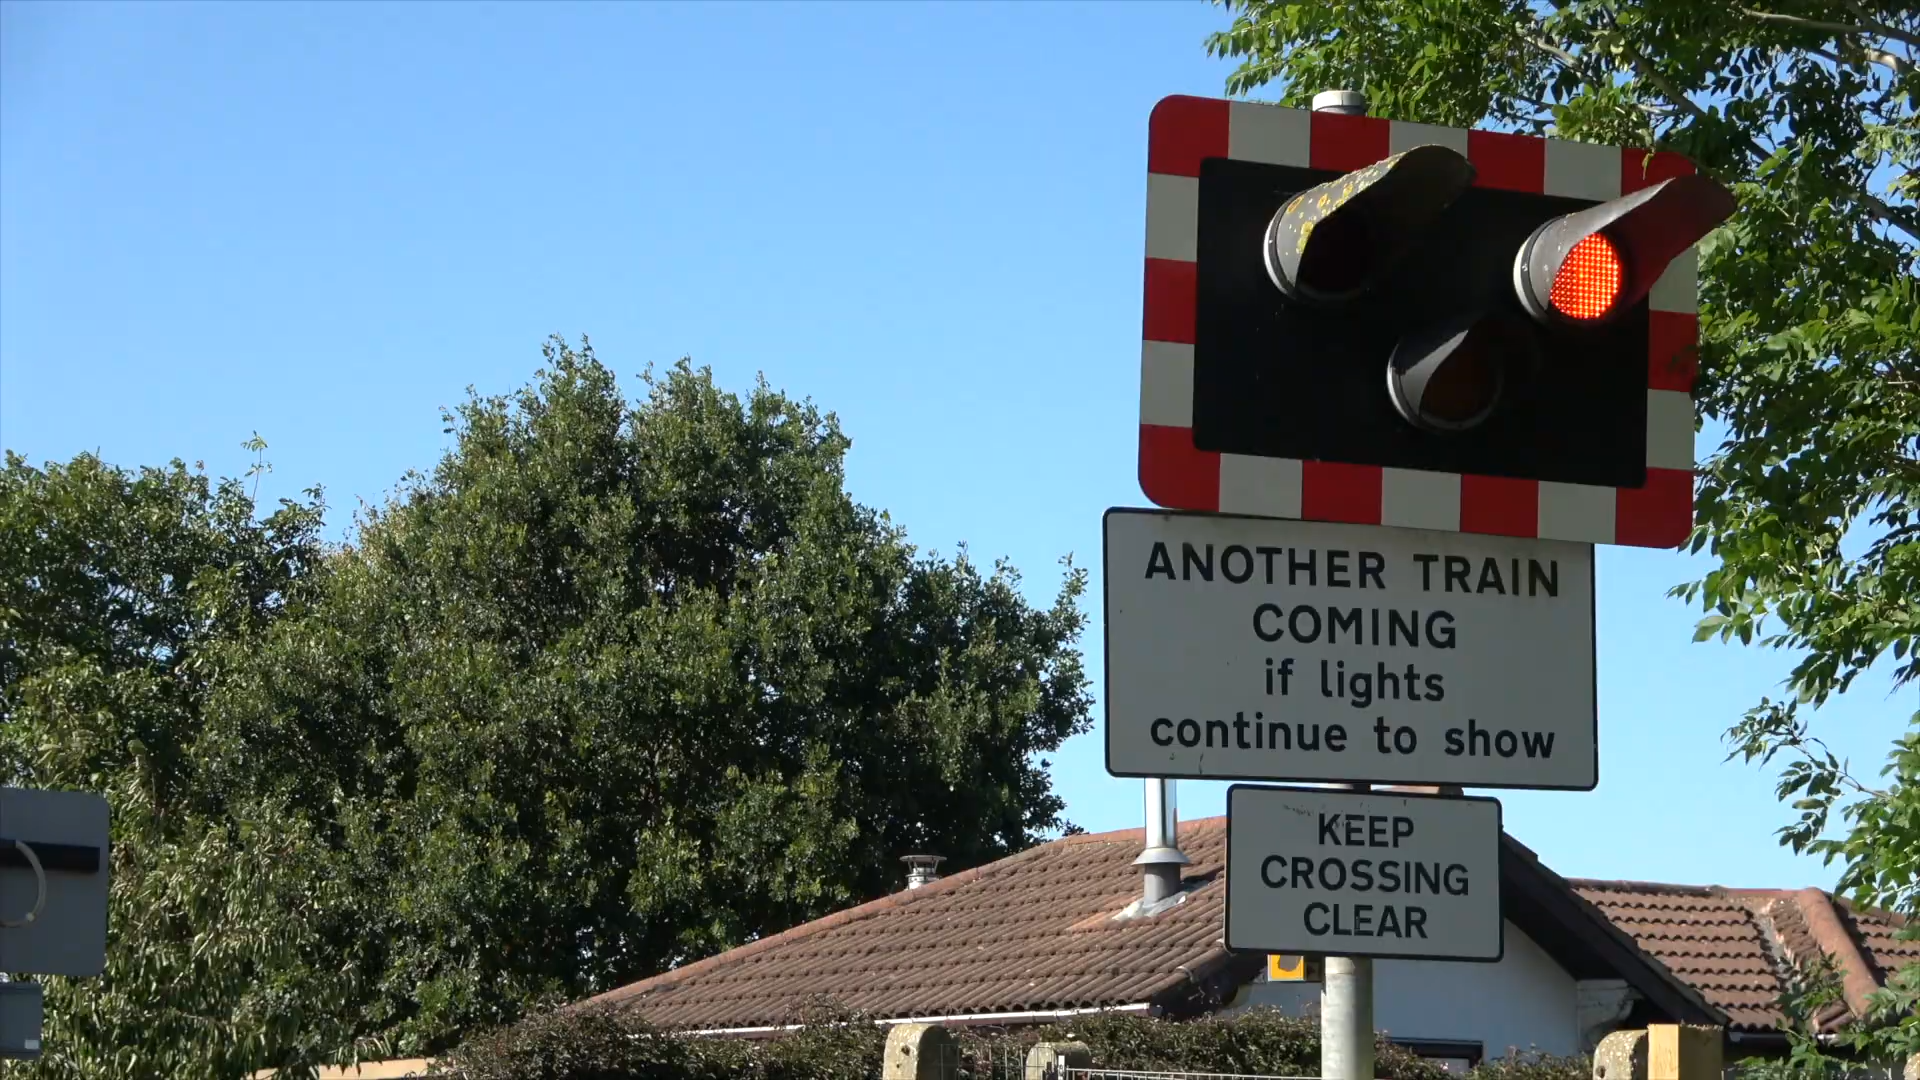 ANOTHER TRAIN
COMING
if lights
continue to show
KEEP
CROSSING
CLEAR